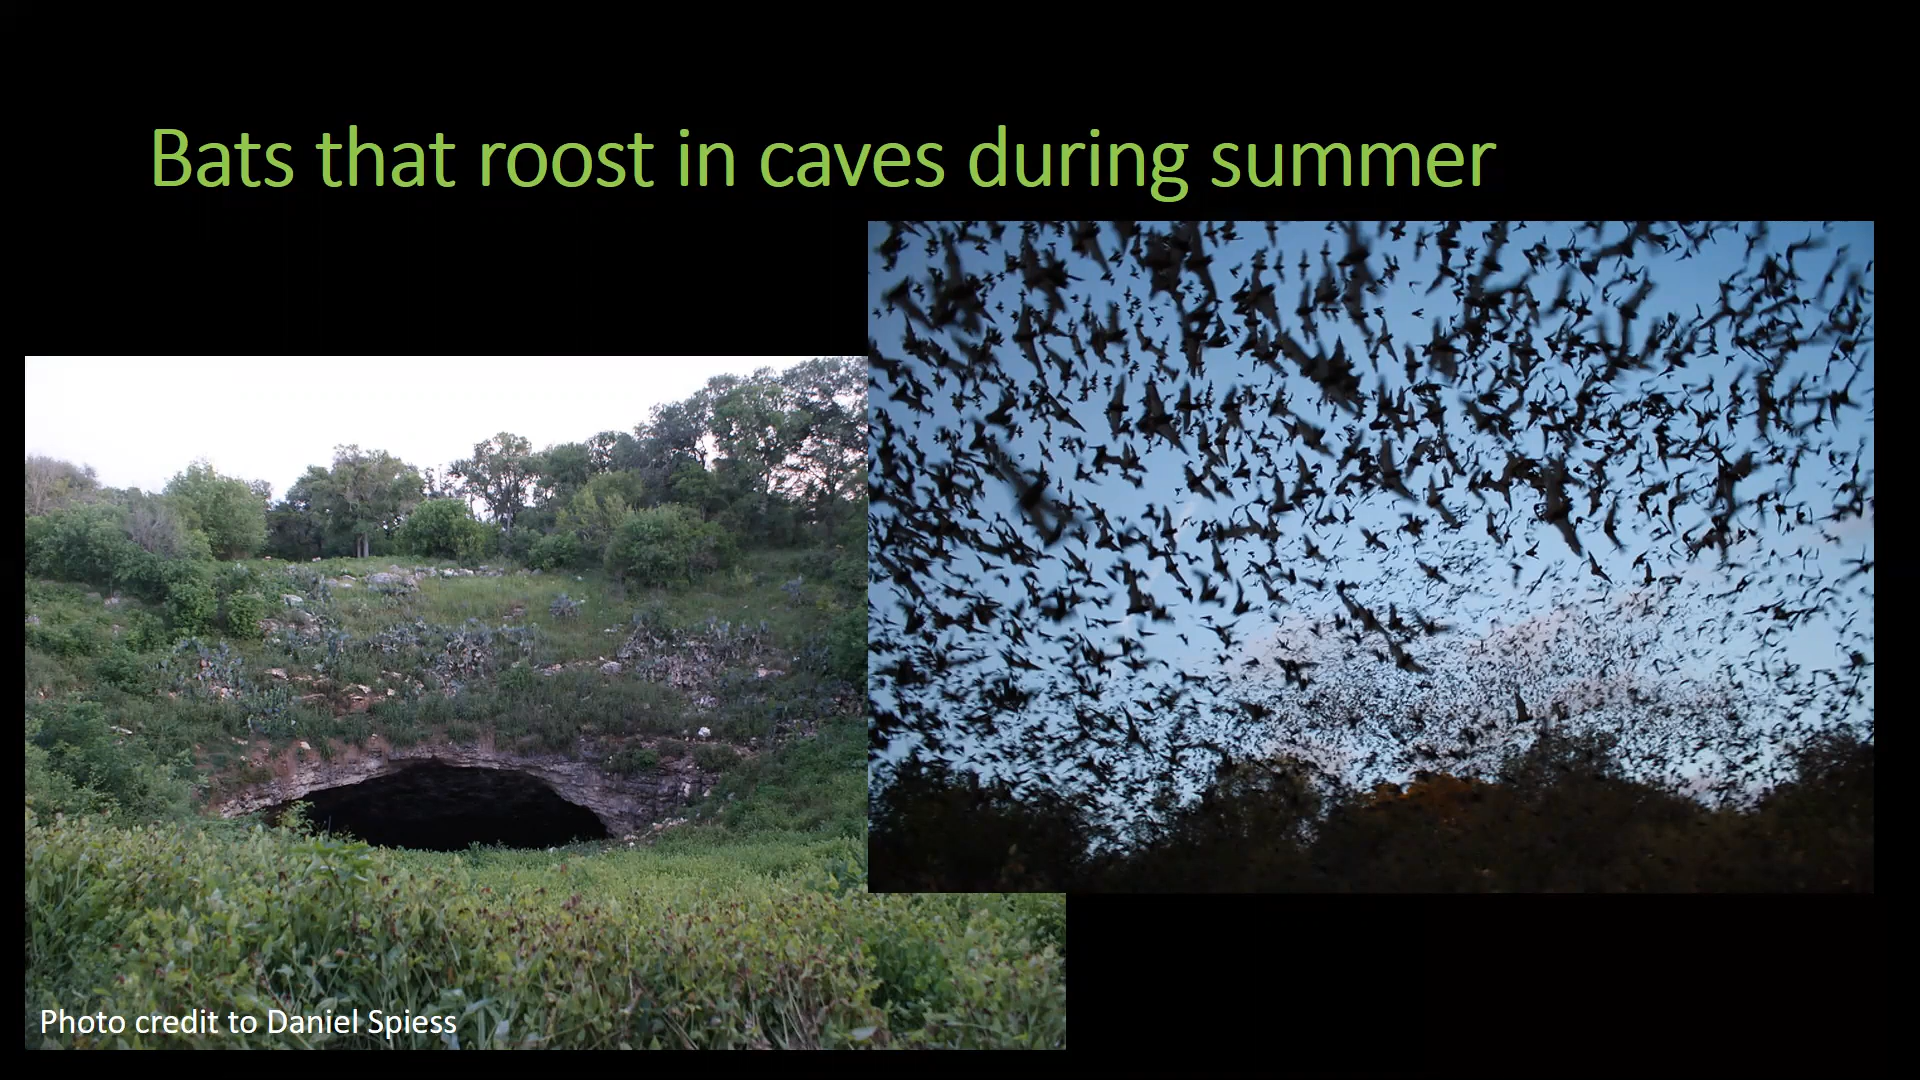 Bats that roost in caves during summer
Photo credit to Daniel Spiess